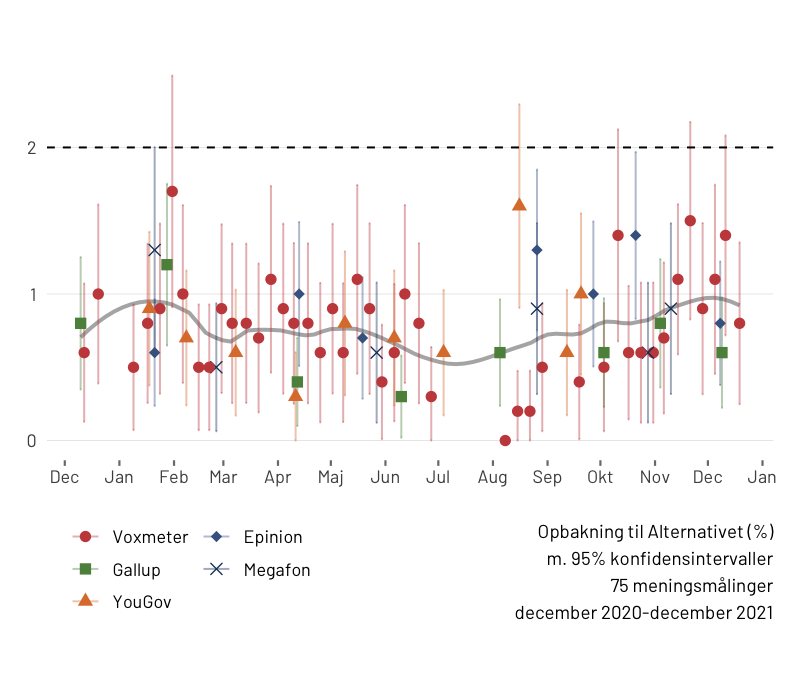 2
1
0
Dec Jan Feb Mar Apr Maj Jun Jul Aug Sep Okt Nov Dec Jan
Voxmeter Epinion
Gallup Megafon
YouGov
Opbakning til Alternativet (%)
m. 95% konfidensintervaller
75 meningsmålinger
december 2020-december 2021